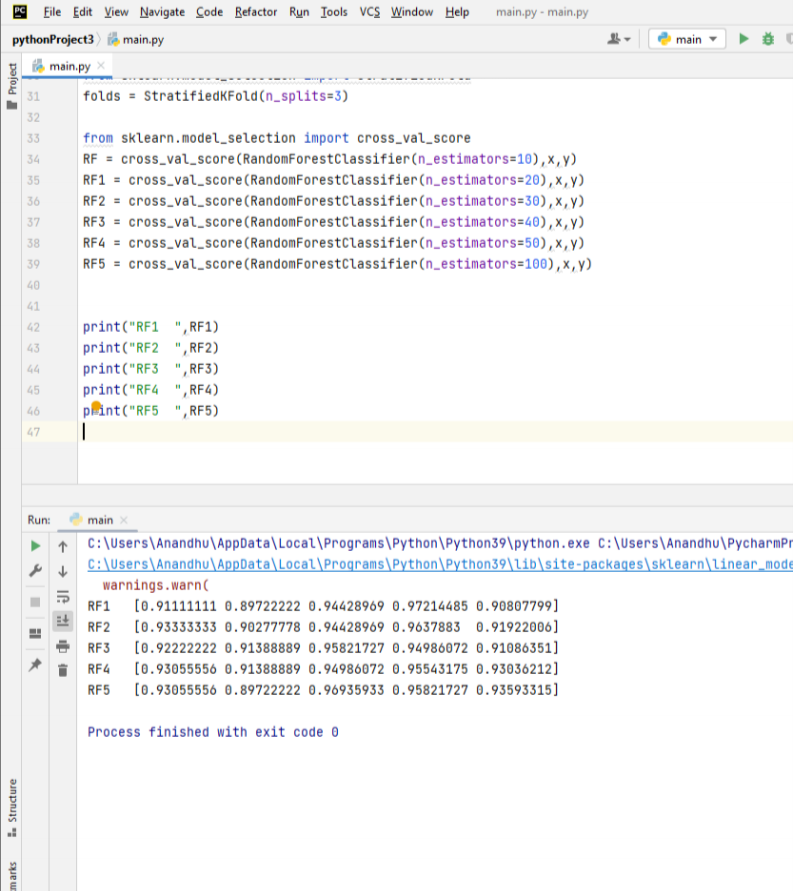 PC File Edit View Navigate Code Refactor Run Tools VCS Window Help main.py - main.py
pythonProject3 main.py main
Project
main.py
31 folds = StratifiedKFold(n_splits=3)
32
33 from sklearn.model_selection import cross_val_score
34 RF = cross_val_score(RandomForestClassifier(n_estimators=10),x,y)
35 RF1 = cross_val_score(RandomForestClassifier(n_estimators=20),x,y)
36 RF2 = cross_val_score(RandomForestClassifier(n_estimators=30),x,y)
37 RF3 = cross_val_score(RandomForestClassifier(n_estimators=40),x,y)
38 RF4 = cross_val_score(RandomForestClassifier(n_estimators=50),x,y)
39 RF5 = cross_val_score(RandomForestClassifier(n_estimators=100),x,y)
40
41
42 print("RF1  ",RF1)
43 print("RF2  ",RF2)
44 print("RF3  ",RF3)
45 print("RF4  ",RF4)
46 print("RF5  ",RF5)
47
Run: main
C:\Users\Anandhu\AppData\Local\Programs\Python\Python39\python.exe C:\Users\Anandhu\PycharmPr
C:\Users\Anandhu\AppData\Local\Programs\Python\Python39\lib\site-packages\sklearn\linear_mode
warnings.warn(
RF1   [0.91111111 0.89722222 0.94428969 0.97214485 0.90807799]
RF2   [0.93333333 0.90277778 0.94428969 0.9637883  0.91922006]
RF3   [0.92222222 0.91388889 0.95821727 0.94986072 0.91086351]
RF4   [0.93055556 0.91388889 0.94986072 0.95543175 0.93036212]
RF5   [0.93055556 0.89722222 0.96935933 0.95821727 0.93593315]
Process finished with exit code 0
Structure
marks